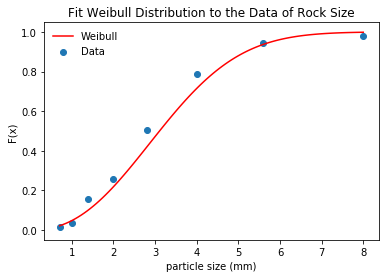 Fit Weibull Distribution to the Data of Rock Size
Weibull
Data
F(x)
1.0
0.8
0.6
0.4
0.2
0.0
1 2 3 4 5 6 7 8
particle size (mm)